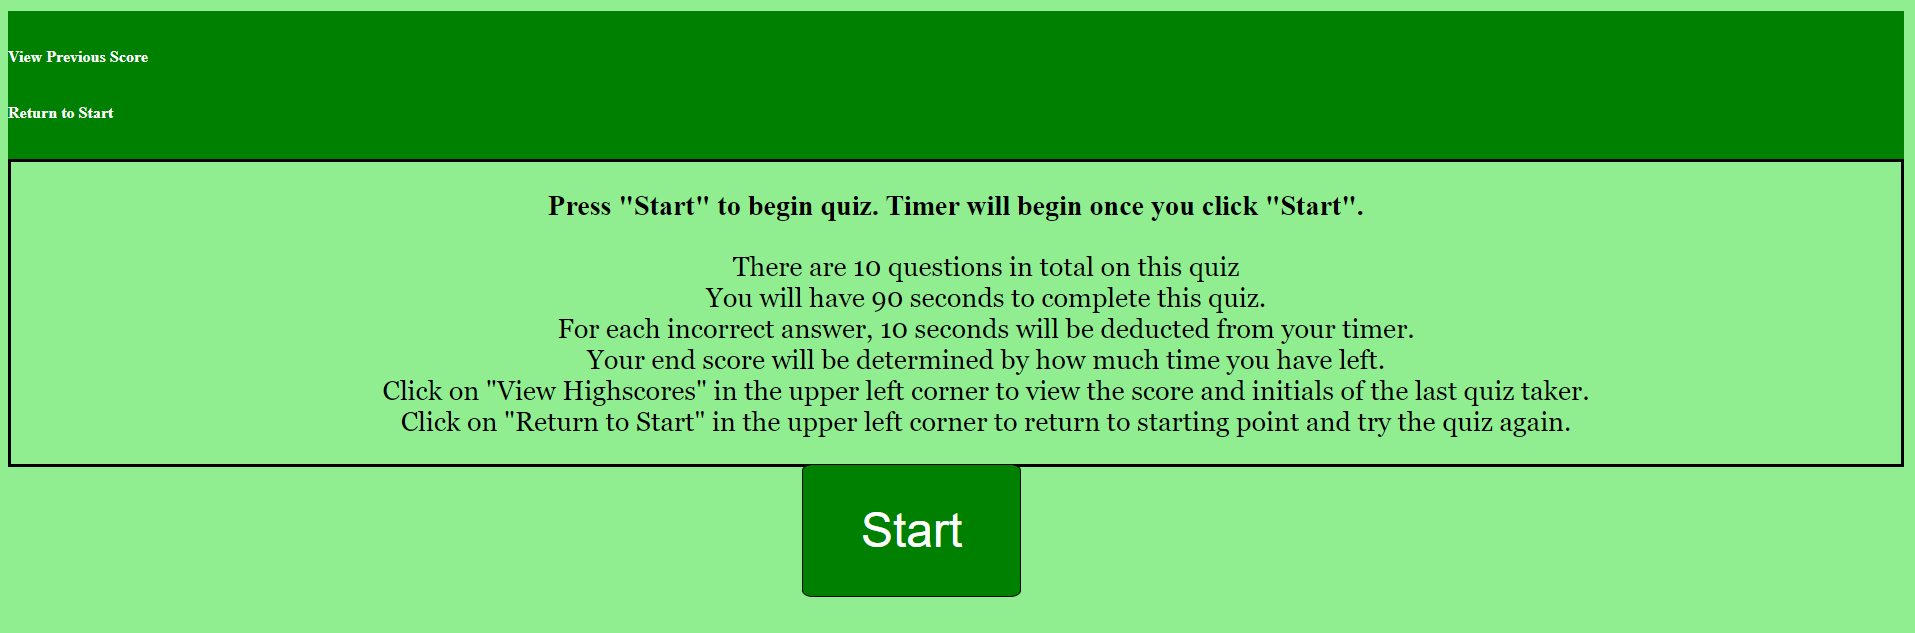 View Previous Score
Return to Start
Press "Start" to begin quiz. Timer will begin once you click "Start".
There are 10 questions in total on this quiz
You will have 90 seconds to complete this quiz.
For each incorrect answer, 10 seconds will be deducted from your timer.
Your end score will be determined by how much time you have left.
Click on "View Highscores" in the upper left corner to view the score and initials of the last quiz taker.
Click on "Return to Start" in the upper left corner to return to starting point and try the quiz again.
Start